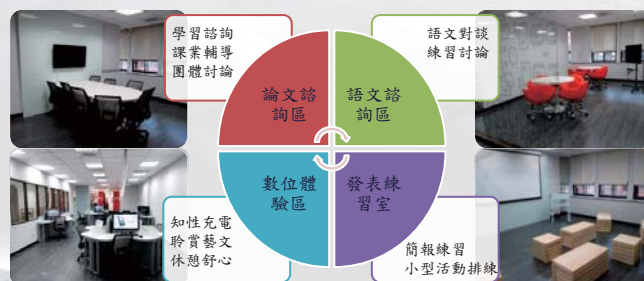 學習諮詢
課業輔導
團體討論
論文諮
詢區
語文諮
詢區
語文對談
練習討論
知性充電
聆賞藝文
休憩舒心
數位體
驗區
發表練
習室
簡報練習
小型活動排練